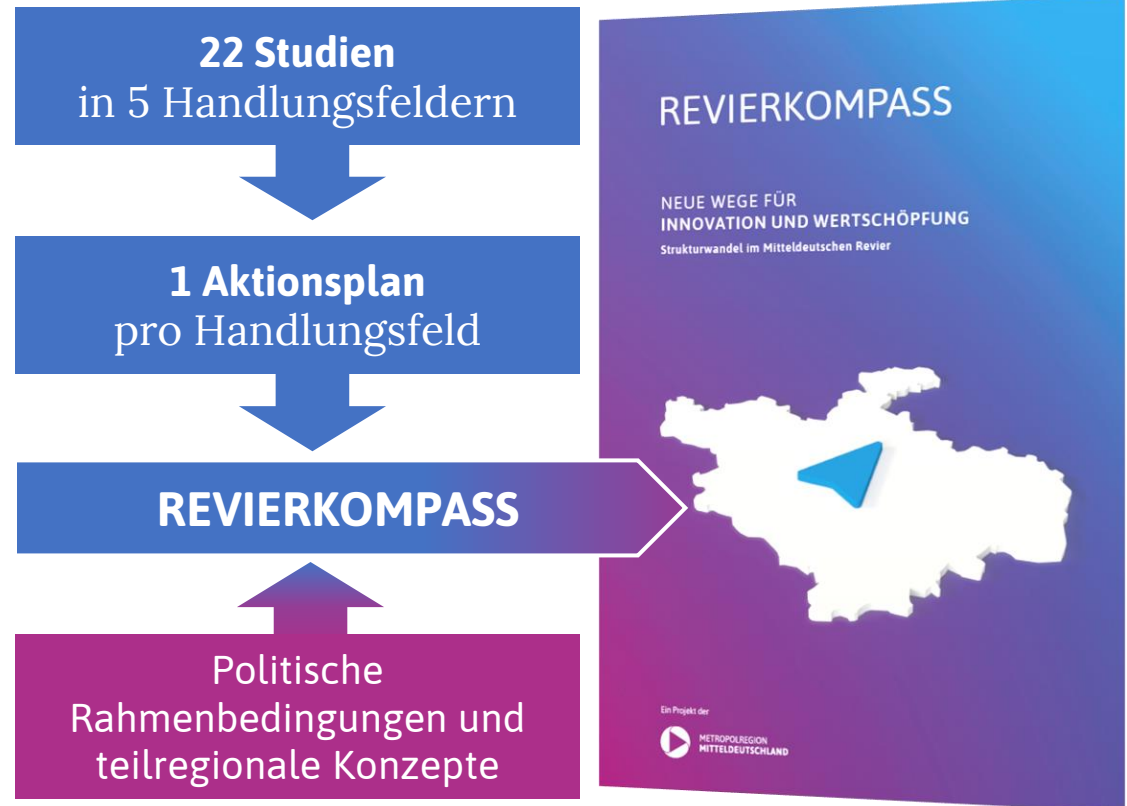 22 Studien
in 5 Handlungsfeldern
1 Aktionsplan
pro Handlungsfeld
REVIERKOMPASS
Politische
Rahmenbedingungen und
teilregionale Konzepte
REVIERKOMPASS
NEUE WEGE FÜR
INNOVATION UND WERTSCHÖPFUNG
Strukturwandel im Mitteldeutschen Revier
Ein Projekt der
METROPOLREGION
MITTELDEUTSCHLAND